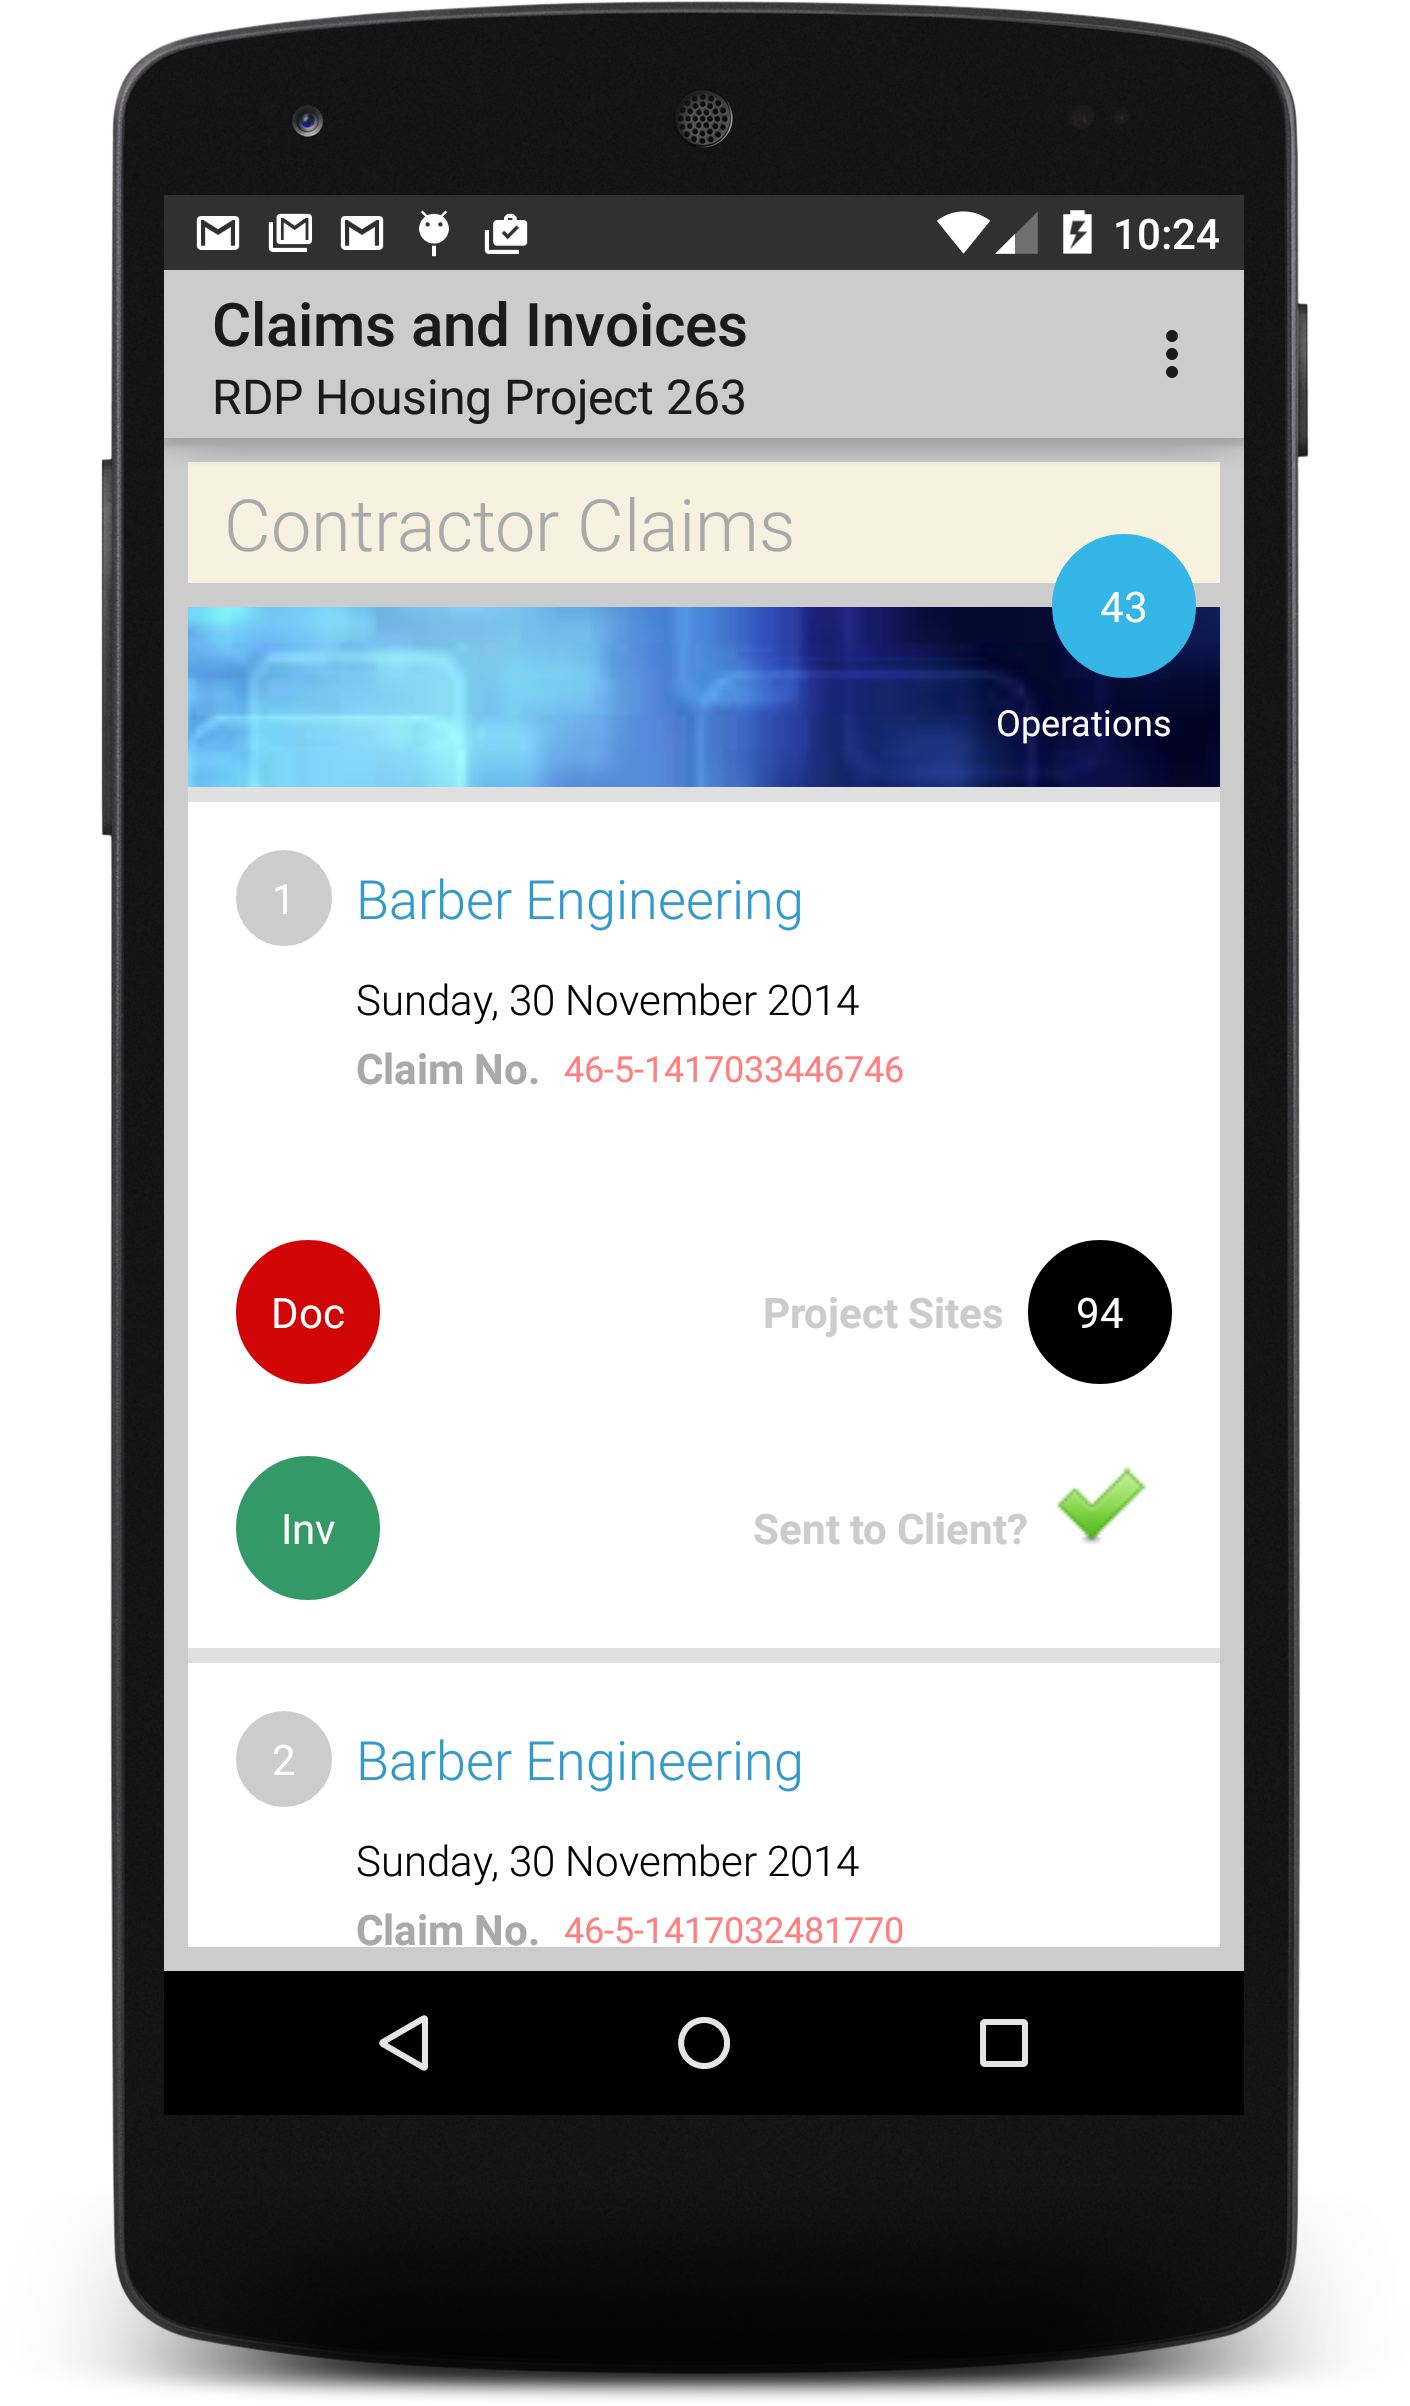 10:24
Claims and Invoices
RDP Housing Project 263
Contractor Claims
43
Operations
1 Barber Engineering
Sunday, 30 November 2014
Claim No. 46-5-1417033446746
Doc Project Sites 94
Inv Sent to Client?
2 Barber Engineering
Sunday, 30 November 2014
Claim No. 46-5-1417032481770